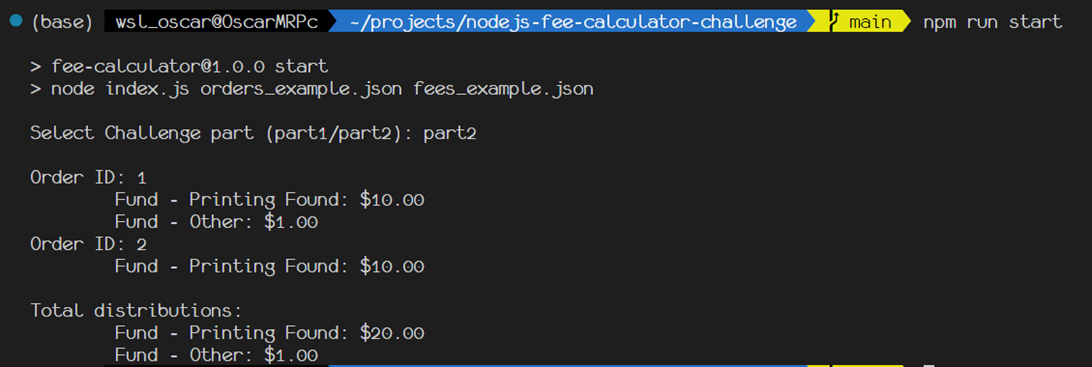 (base) wsl_oscar@OscarMRPc ~/projects/nodejs-fee-calculator-challenge main npm run start
> fee-calculator@1.0.0 start
> node index.js orders_example.json fees_example.json
Select Challenge part (part1/part2): part2
Order ID: 1
Fund - Printing Found: $10.00
Fund - Other: $1.00
Order ID: 2
Fund - Printing Found: $10.00
Total distributions:
Fund - Printing Found: $20.00
Fund - Other: $1.00